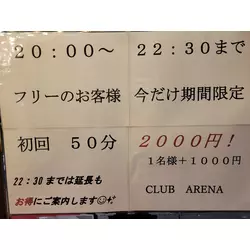 20:00～
フリーのお客様
22:30まで
今だけ期間限定
初回 50分
22:30までは延長も
お得にご案内します
2000円！
1名様+1000円
CLUB ARENA